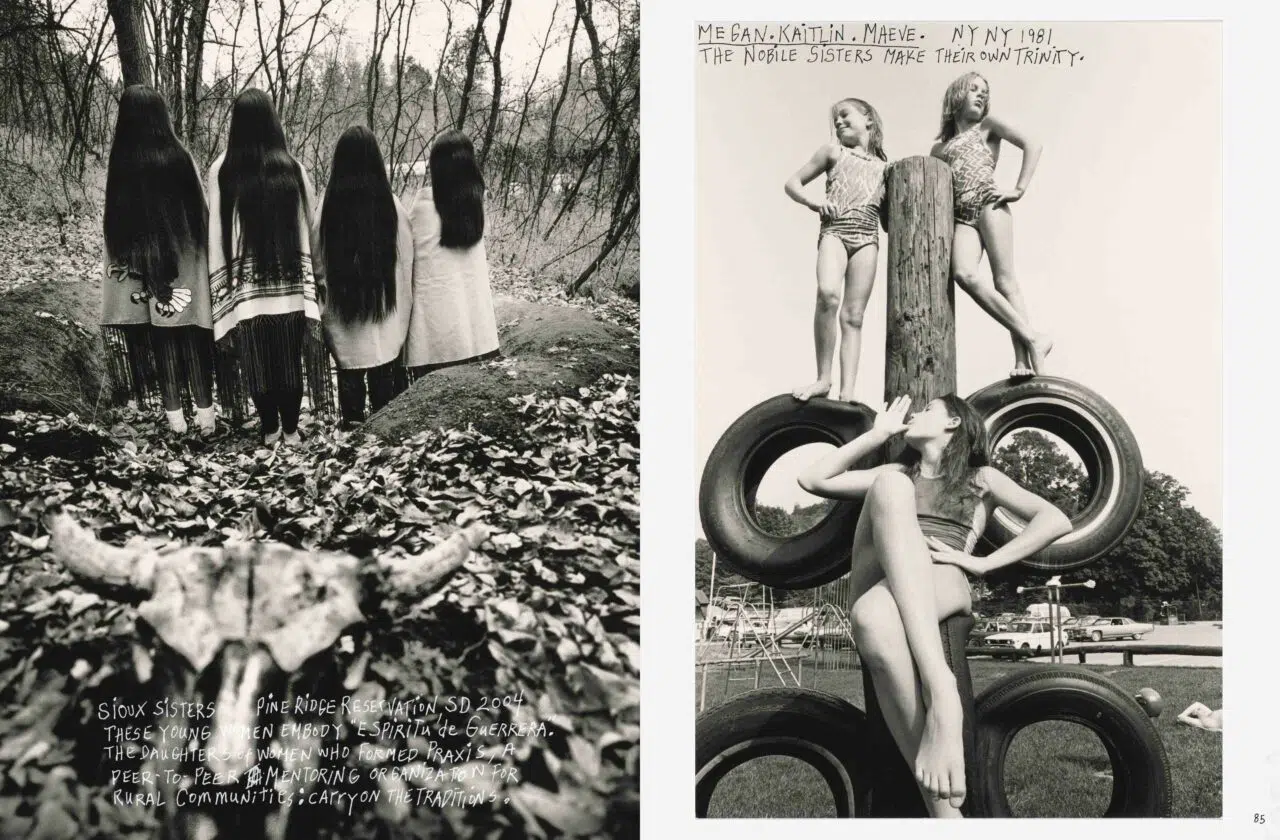 SIOUX SISTERS PINE RIDGE RESERVATION SD 2004
THESE YOUNG WOMEN EMBODY "ESPIRITU de GUERRERA."
THE DAUGHTERS OF WOMEN WHO FORMED PRAXIS, A
PEER-TO-PEER MENTORING ORGANIZATON FOR
RURAL COMMUNITIES: CARRY ON THE TRADITIONS.
MEGAN. KAITLIN. MAEVE. NY NY 1981
THE NOBILE SISTERS MAKE THEIR OWN TRINITY.
85